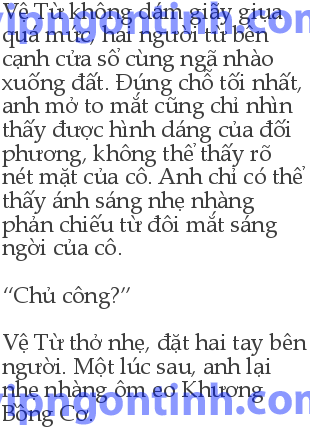 Vệ Từ không dám giãy giụa
quá mức, hai người từ bên
cạnh cửa sổ cùng ngã nhào
xuống đất. Đúng chỗ tối nhất,
anh mở to mắt cũng chỉ nhìn
thấy được hình dáng của đối
phương, không thể thấy rõ
nét mặt của cô. Anh chỉ có thể
thấy ánh sáng nhẹ nhàng
phản chiếu từ đôi mắt sáng
ngời của cô.
“Chủ công?”
Vệ Từ thở nhẹ, đặt hai tay bên
người. Một lúc sau, anh lại
nhẹ nhàng ôm eo Khương
Bồng Cơ.
vipngontinh.com
vipngontinh.com